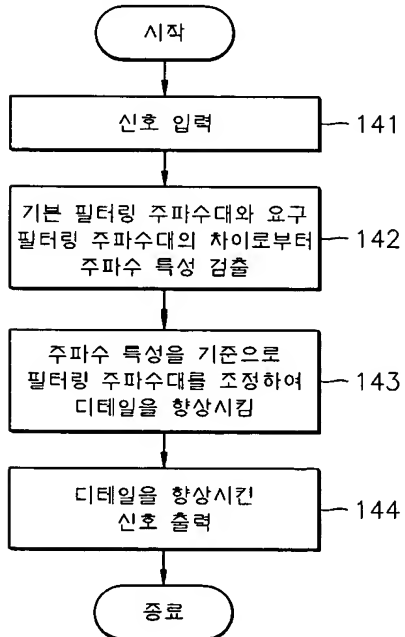 시작
신호 입력
141
기본 필터링 주파수대와 요구
필터링 주파수대의 차이로부터
주파수 특성 검출
142
주파수 특성을 기준으로
필터링 주파수대를 조정하여
디테일을 향상시킴
143
디테일을 향상시킨
신호 출력
144
종료